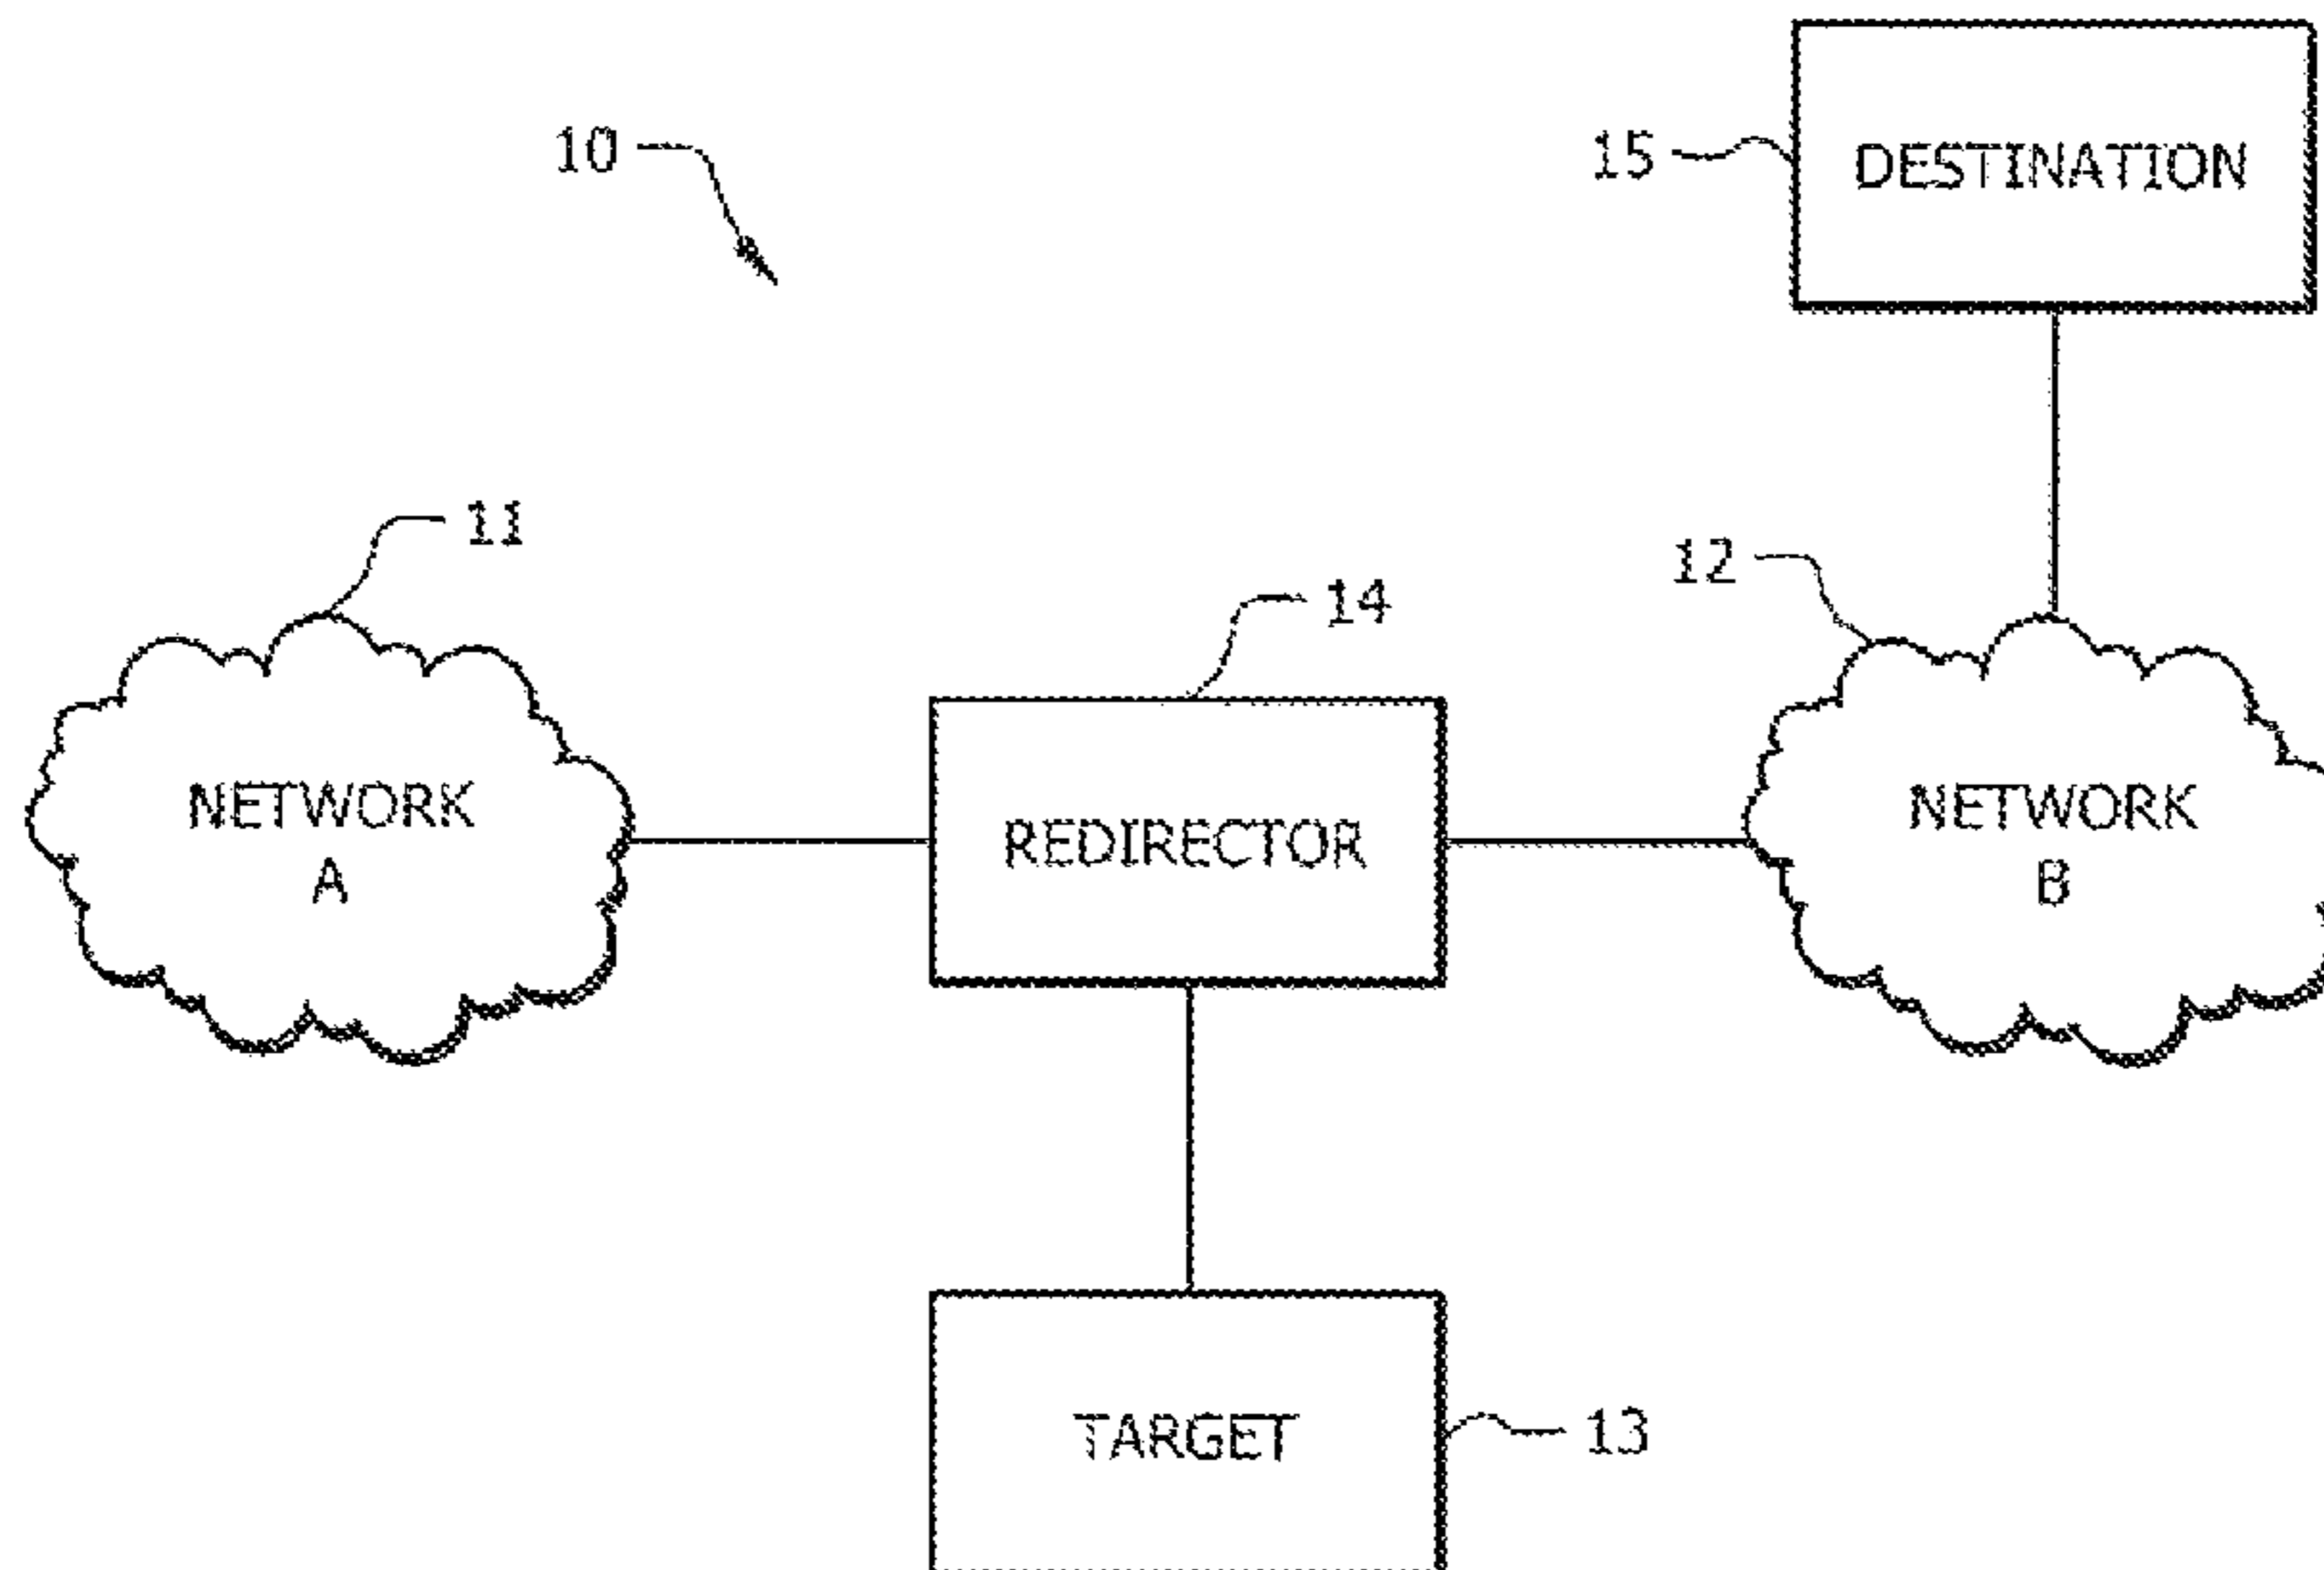 10
15
DESTINATION
11
12
14
NETWORK
A
REDIRECTOR
NETWORK
B
TARGET
13